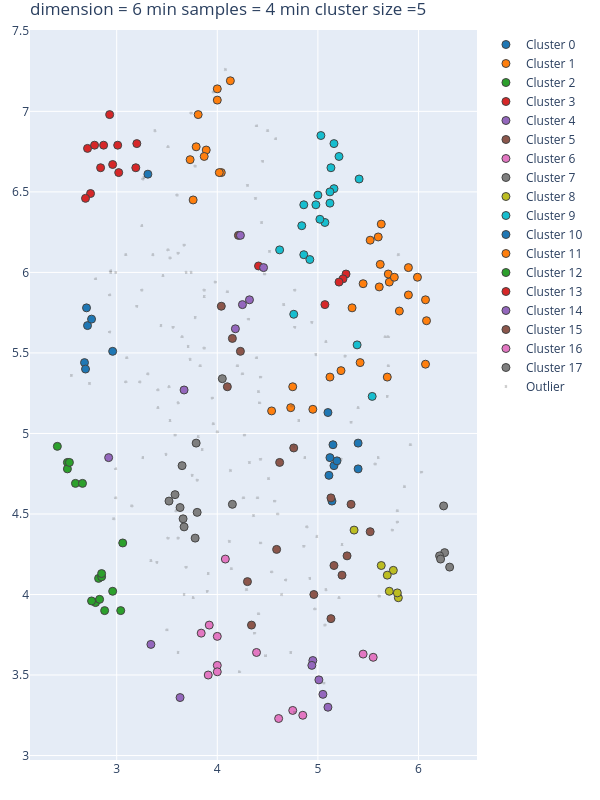 dimension = 6 min samples = 4 min cluster size =5
7.5
7
6.5
6
5.5
5
4.5
4
3.5
3
3
4
5
6
Cluster 0
Cluster 1
Cluster 2
Cluster 3
Cluster 4
Cluster 5
Cluster 6
Cluster 7
Cluster 8
Cluster 9
Cluster 10
Cluster 11
Cluster 12
Cluster 13
Cluster 14
Cluster 15
Cluster 16
Cluster 17
Outlier